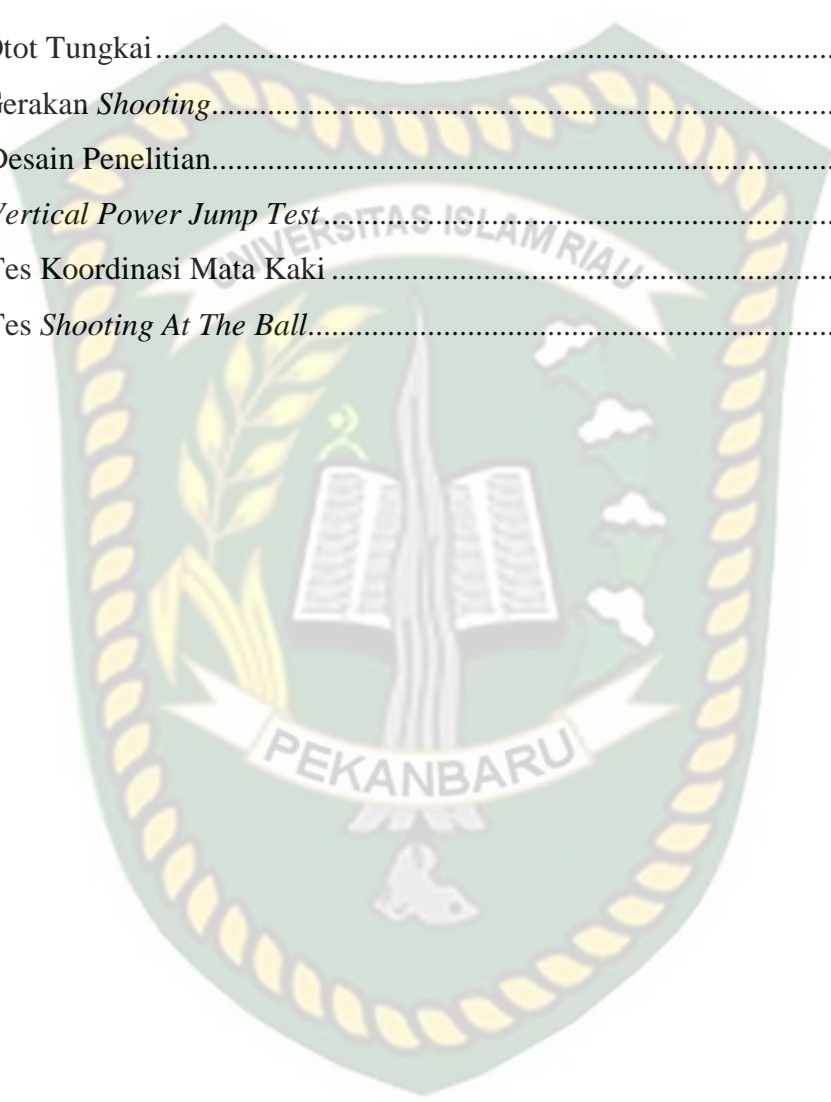 Otot Tungkai....................................................................................
Gerakan Shooting.............................................................................
Desain Penelitian..............................................................................
Vertical Power Jump Test................................................................
Tes Koordinasi Mata Kaki...............................................................
Tes Shooting At The Ball..................................................................
UNIVERSITAS ISLAM RIAU
PEKANBARU